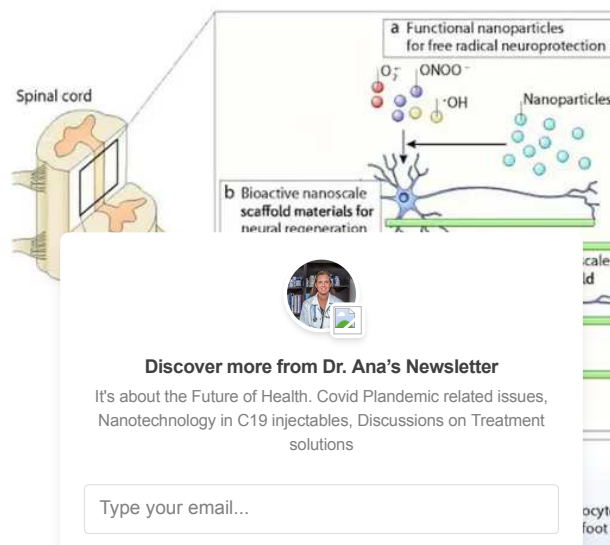 a Functional nanoparticles
for free radical neuroprotection
O₂⁻ ONOO⁻
·OH
Nanoparticles
Spinal cord
b Bioactive nanoscale
scaffold materials for
neural regeneration
Discover more from Dr. Ana’s Newsletter
It's about the Future of Health. Covid Plandemic related issues,
Nanotechnology in C19 injectables, Discussions on Treatment
solutions
Type your email...
foot